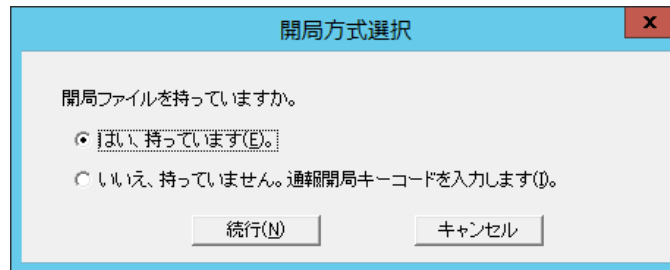 開局方式選択
x
開局ファイルを持っていますか。
はい、持っています(E)。
いいえ、持っていません。通報開局キーコードを入力します(I)。
続行(N) キャンセル